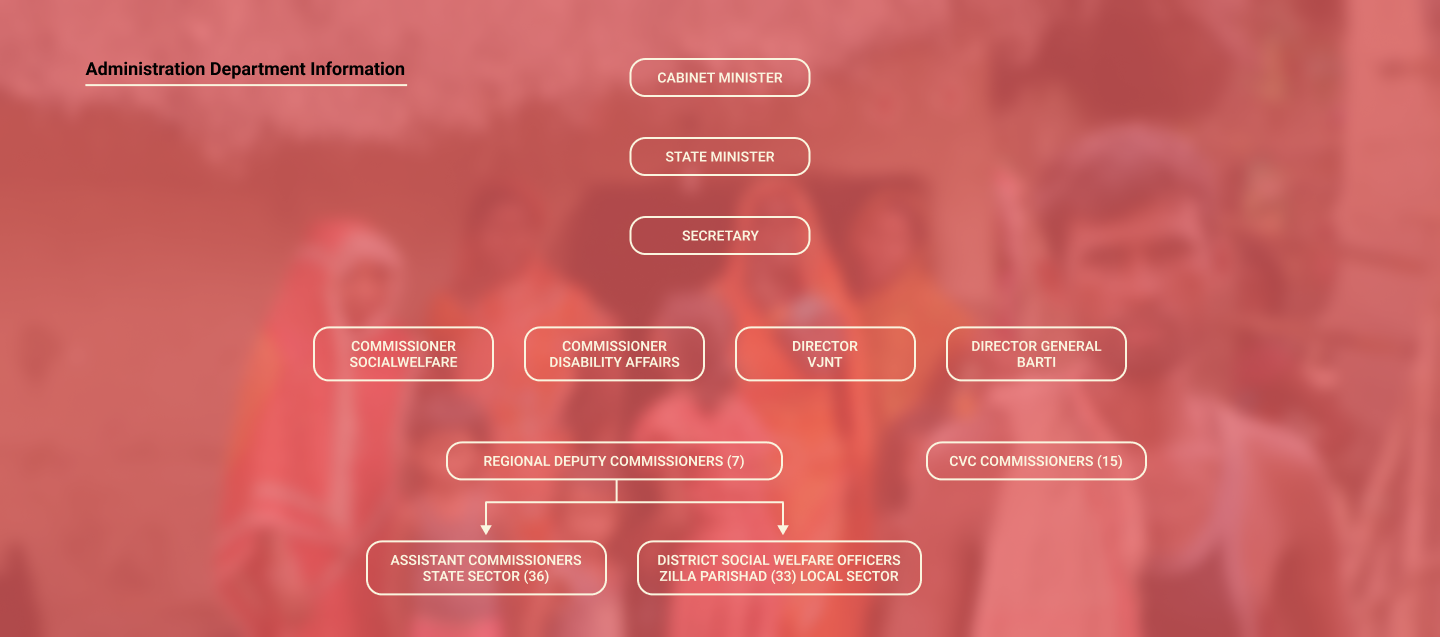 Administration Department Information
CABINET MINISTER
STATE MINISTER
SECRETARY
COMMISSIONER
SOCIALWELFARE
COMMISSIONER
DISABILITY AFFAIRS
DIRECTOR
VJNT
DIRECTOR GENERAL
BARTI
REGIONAL DEPUTY COMMISSIONERS (7)
CVC COMMISSIONERS (15)
ASSISTANT COMMISSIONERS
STATE SECTOR (36)
DISTRICT SOCIAL WELFARE OFFICERS
ZILLA PARISHAD (33) LOCAL SECTOR